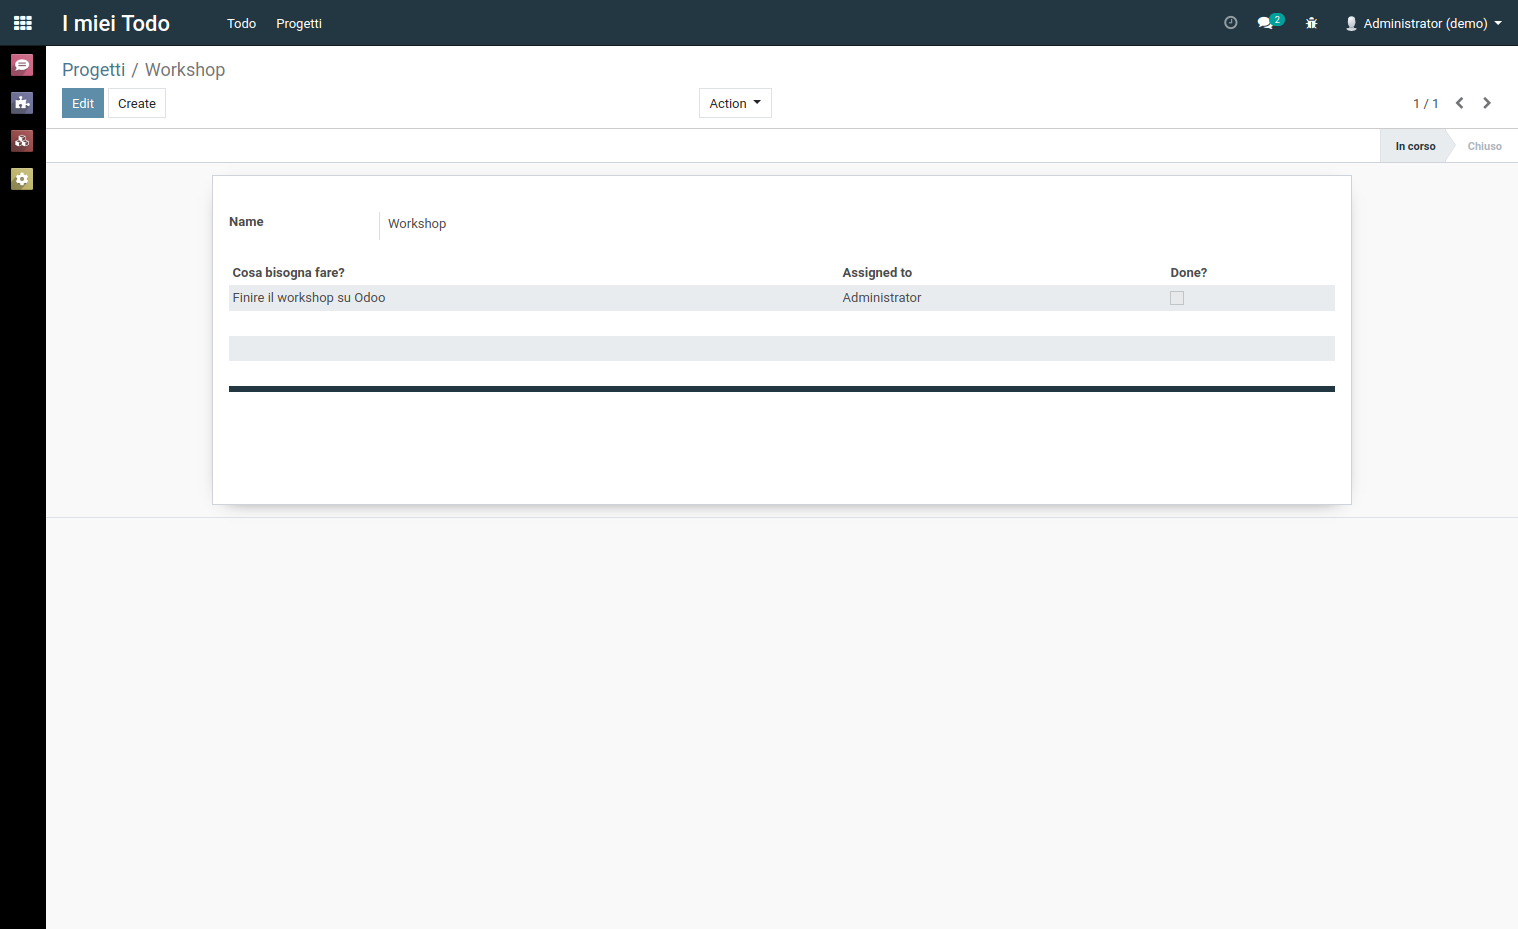 I miei Todo Todo Progetti 2 Administrator (demo)
Progetti / Workshop
Edit Create Action 1 / 1
In corso Chiuso
Name Workshop
Cosa bisogna fare? Assigned to Done?
Finire il workshop su Odoo Administrator